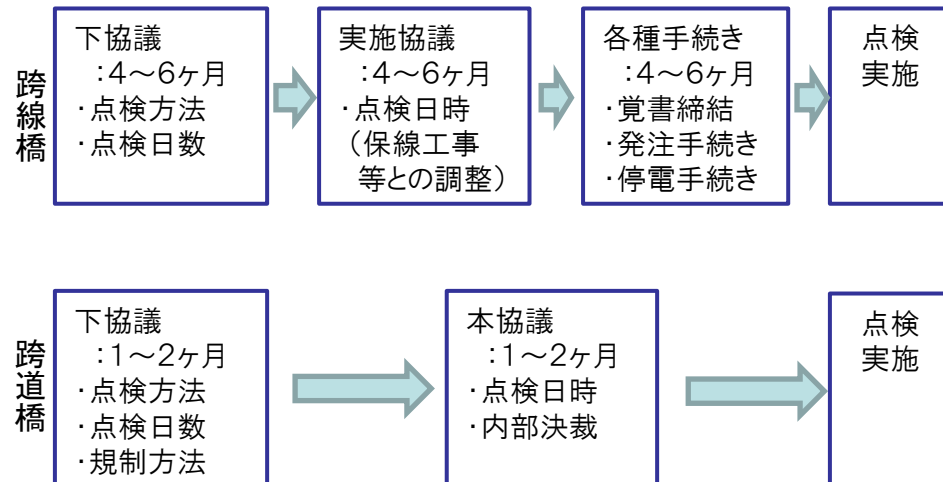 跨線橋
下協議
:4~6ヶ月
・点検方法
・点検日数
実施協議
:4~6ヶ月
・点検日時
(保線工事
等との調整)
各種手続き
:4~6ヶ月
・覚書締結
・発注手続き
・停電手続き
点検
実施
跨道橋
下協議
:1~2ヶ月
・点検方法
・点検日数
・規制方法
本協議
:1~2ヶ月
・点検日時
・内部決裁
点検
実施